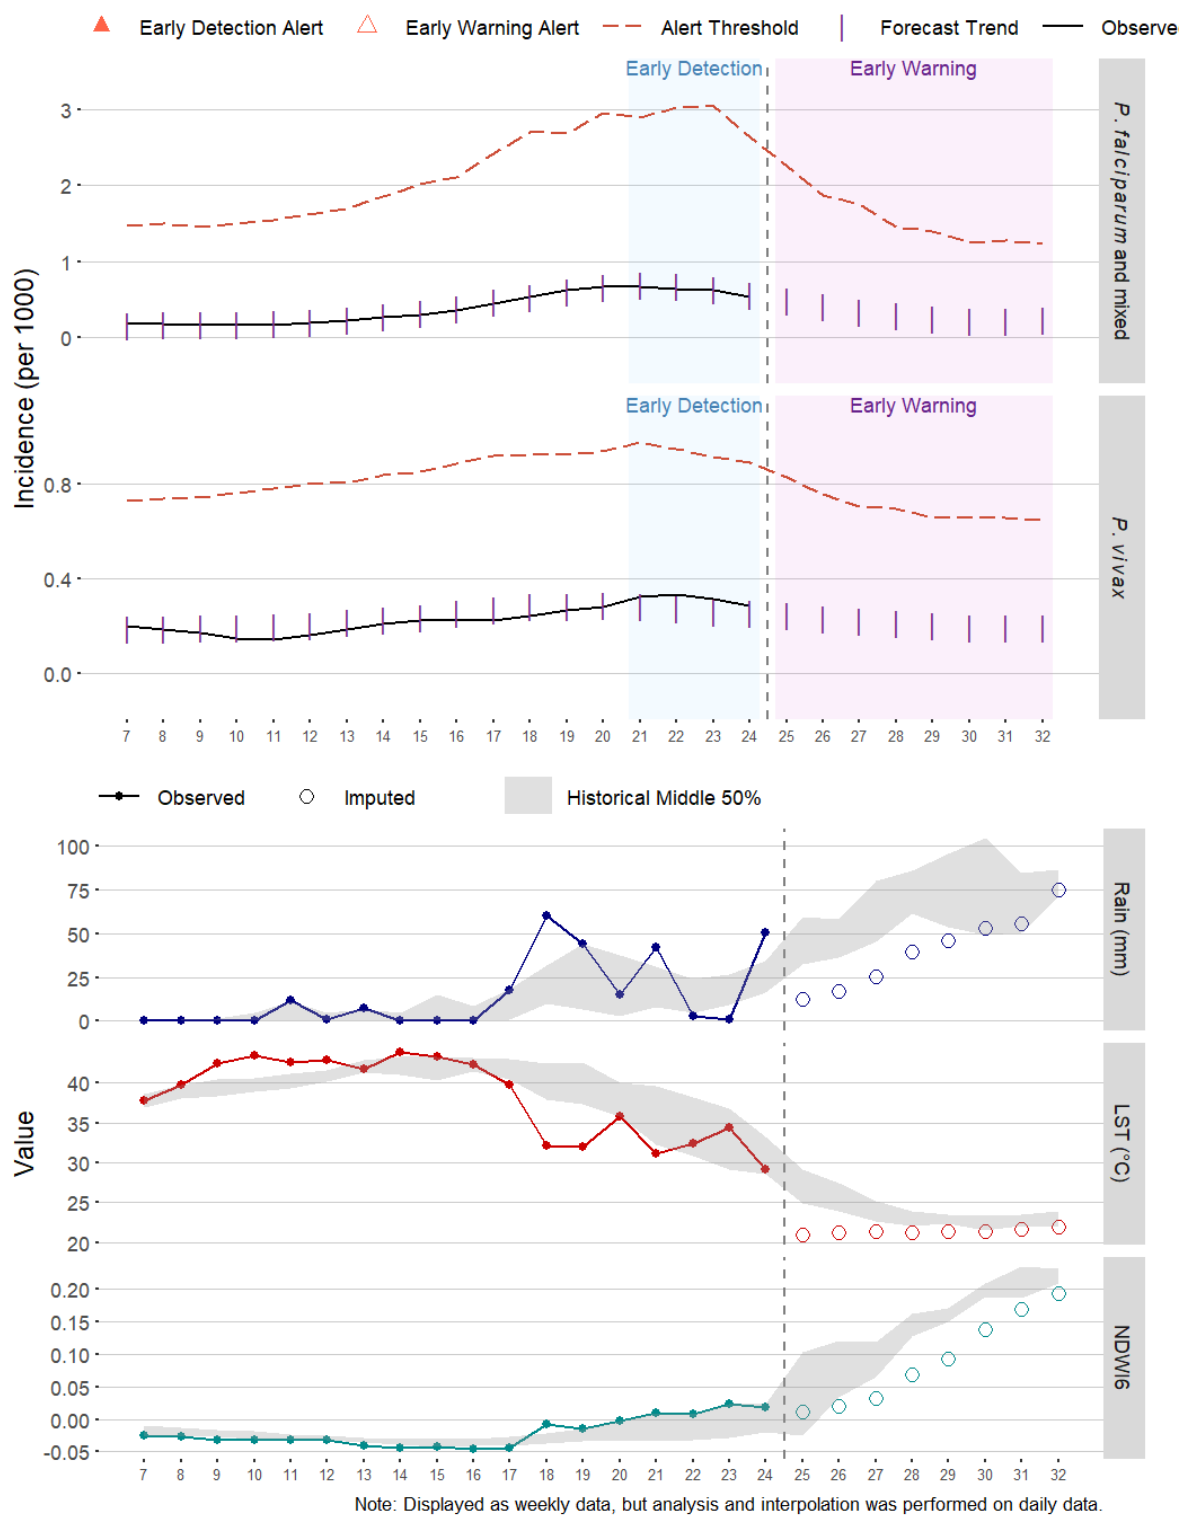 Early Detection Alert Early Warning Alert Alert Threshold Forecast Trend Observe
Early Detection Early Warning
3
2
1
0
P. falciparum and mixed
Incidence (per 1000)
Early Detection Early Warning
0.8
0.4
0.0
P. vivax
7 8 9 10 11 12 13 14 15 16 17 18 19 20 21 22 23 24 25 26 27 28 29 30 31 32
Observed Imputed Historical Middle 50%
100
75
50
25
0
Rain (mm)
Value
40
35
30
25
20
LST (°C)
0.20
0.15
0.10
0.05
0.00
-0.05
NDWI6
7 8 9 10 11 12 13 14 15 16 17 18 19 20 21 22 23 24 25 26 27 28 29 30 31 32
Note: Displayed as weekly data, but analysis and interpolation was performed on daily data.